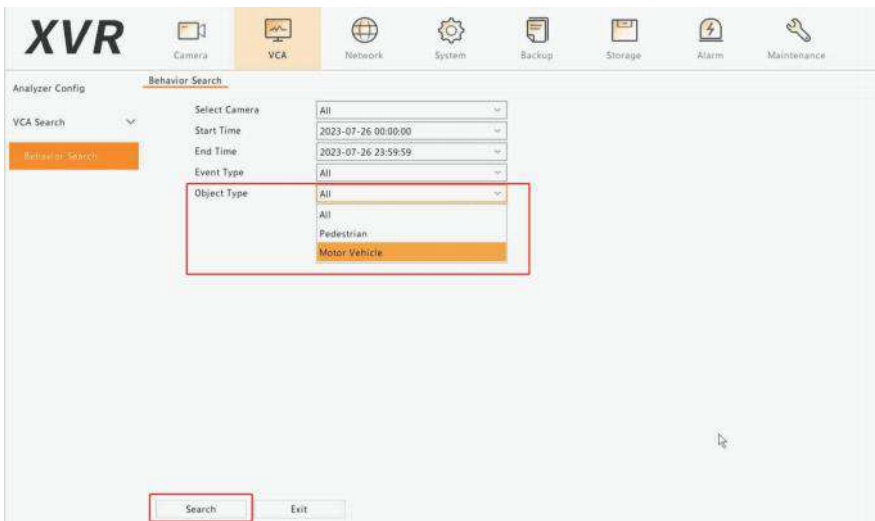 XVR
Camera VCA Network System Backup Storage Alarm Maintenance
Analyzer Config
VCA Search
Behavior Search
Behavior Search
Select Camera All
Start Time 2023-07-26 00:00:00
End Time 2023-07-26 23:59:59
Event Type All
Object Type All
All
Pedestrian
Motor Vehicle
Search Exit